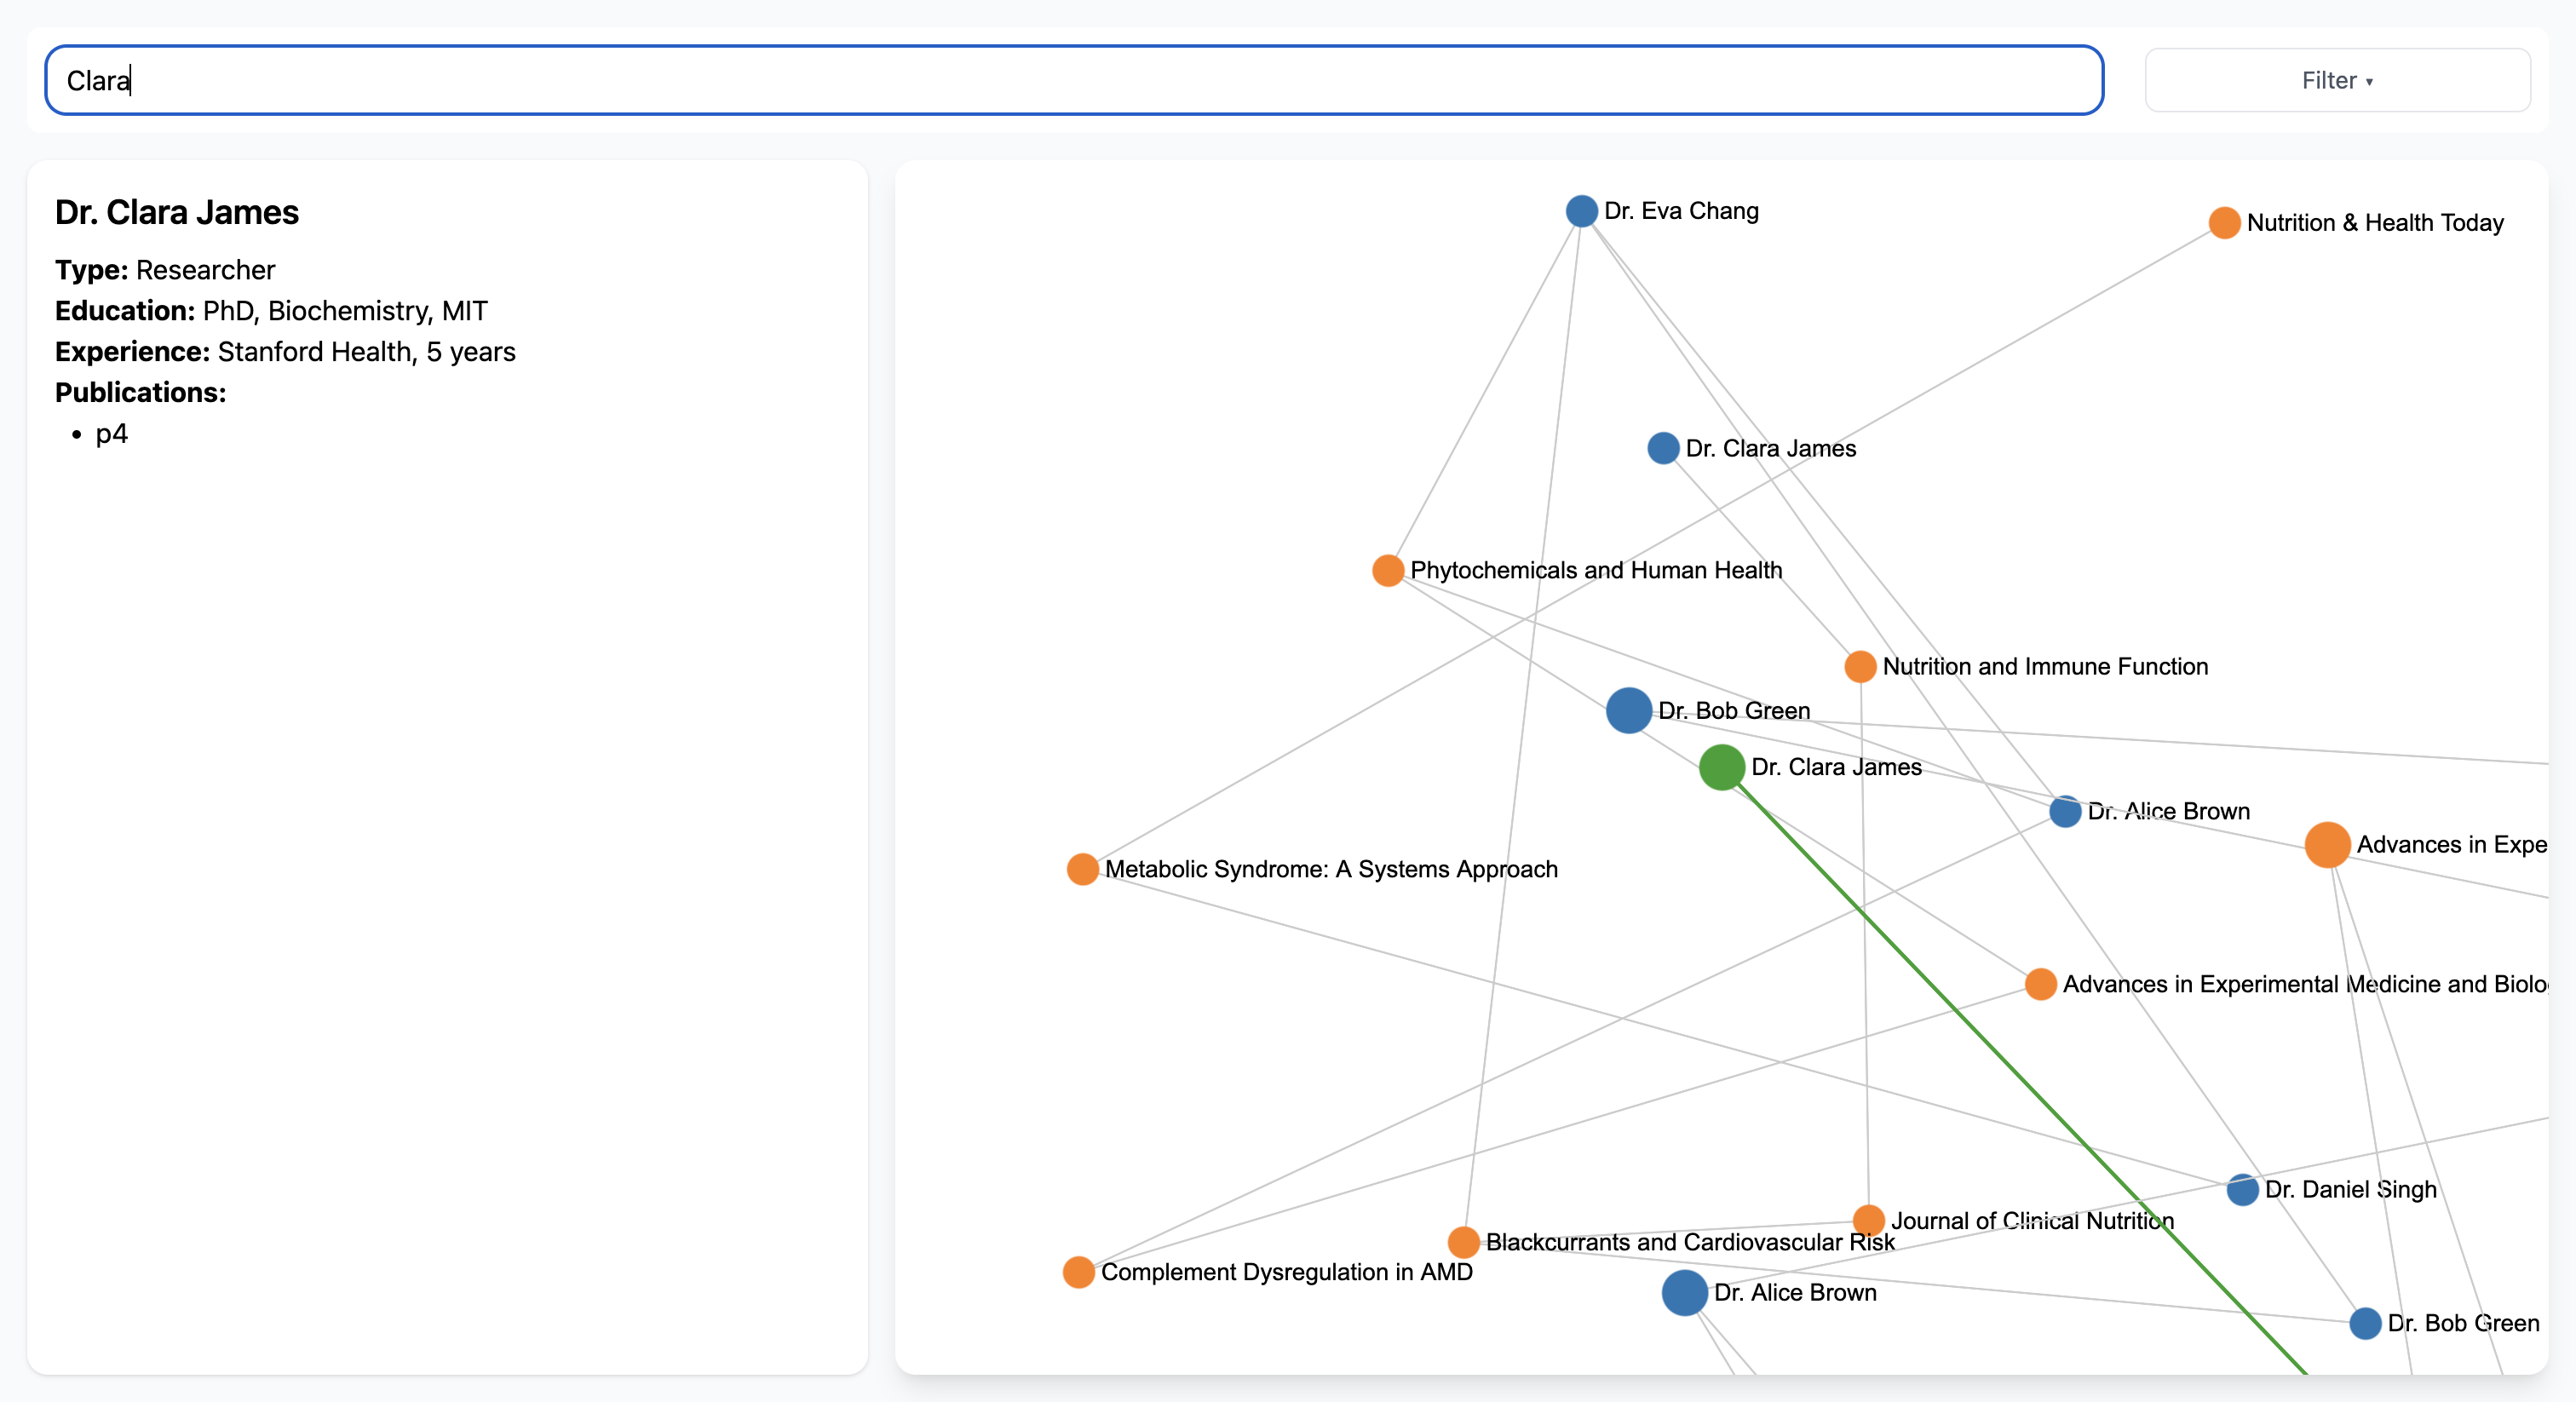 Clara
Filter ▾
Dr. Clara James
Type: Researcher
Education: PhD, Biochemistry, MIT
Experience: Stanford Health, 5 years
Publications:
• p4
Dr. Eva Chang
Nutrition & Health Today
Dr. Clara James
Phytochemicals and Human Health
Nutrition and Immune Function
Dr. Bob Green
Dr. Clara James
Dr. Alice Brown
Advances in Expe
Metabolic Syndrome: A Systems Approach
Advances in Experimental Medicine and Biolo
Dr. Daniel Singh
Journal of Clinical Nutrition
Blackcurrants and Cardiovascular Risk
Complement Dysregulation in AMD
Dr. Alice Brown
Dr. Bob Green